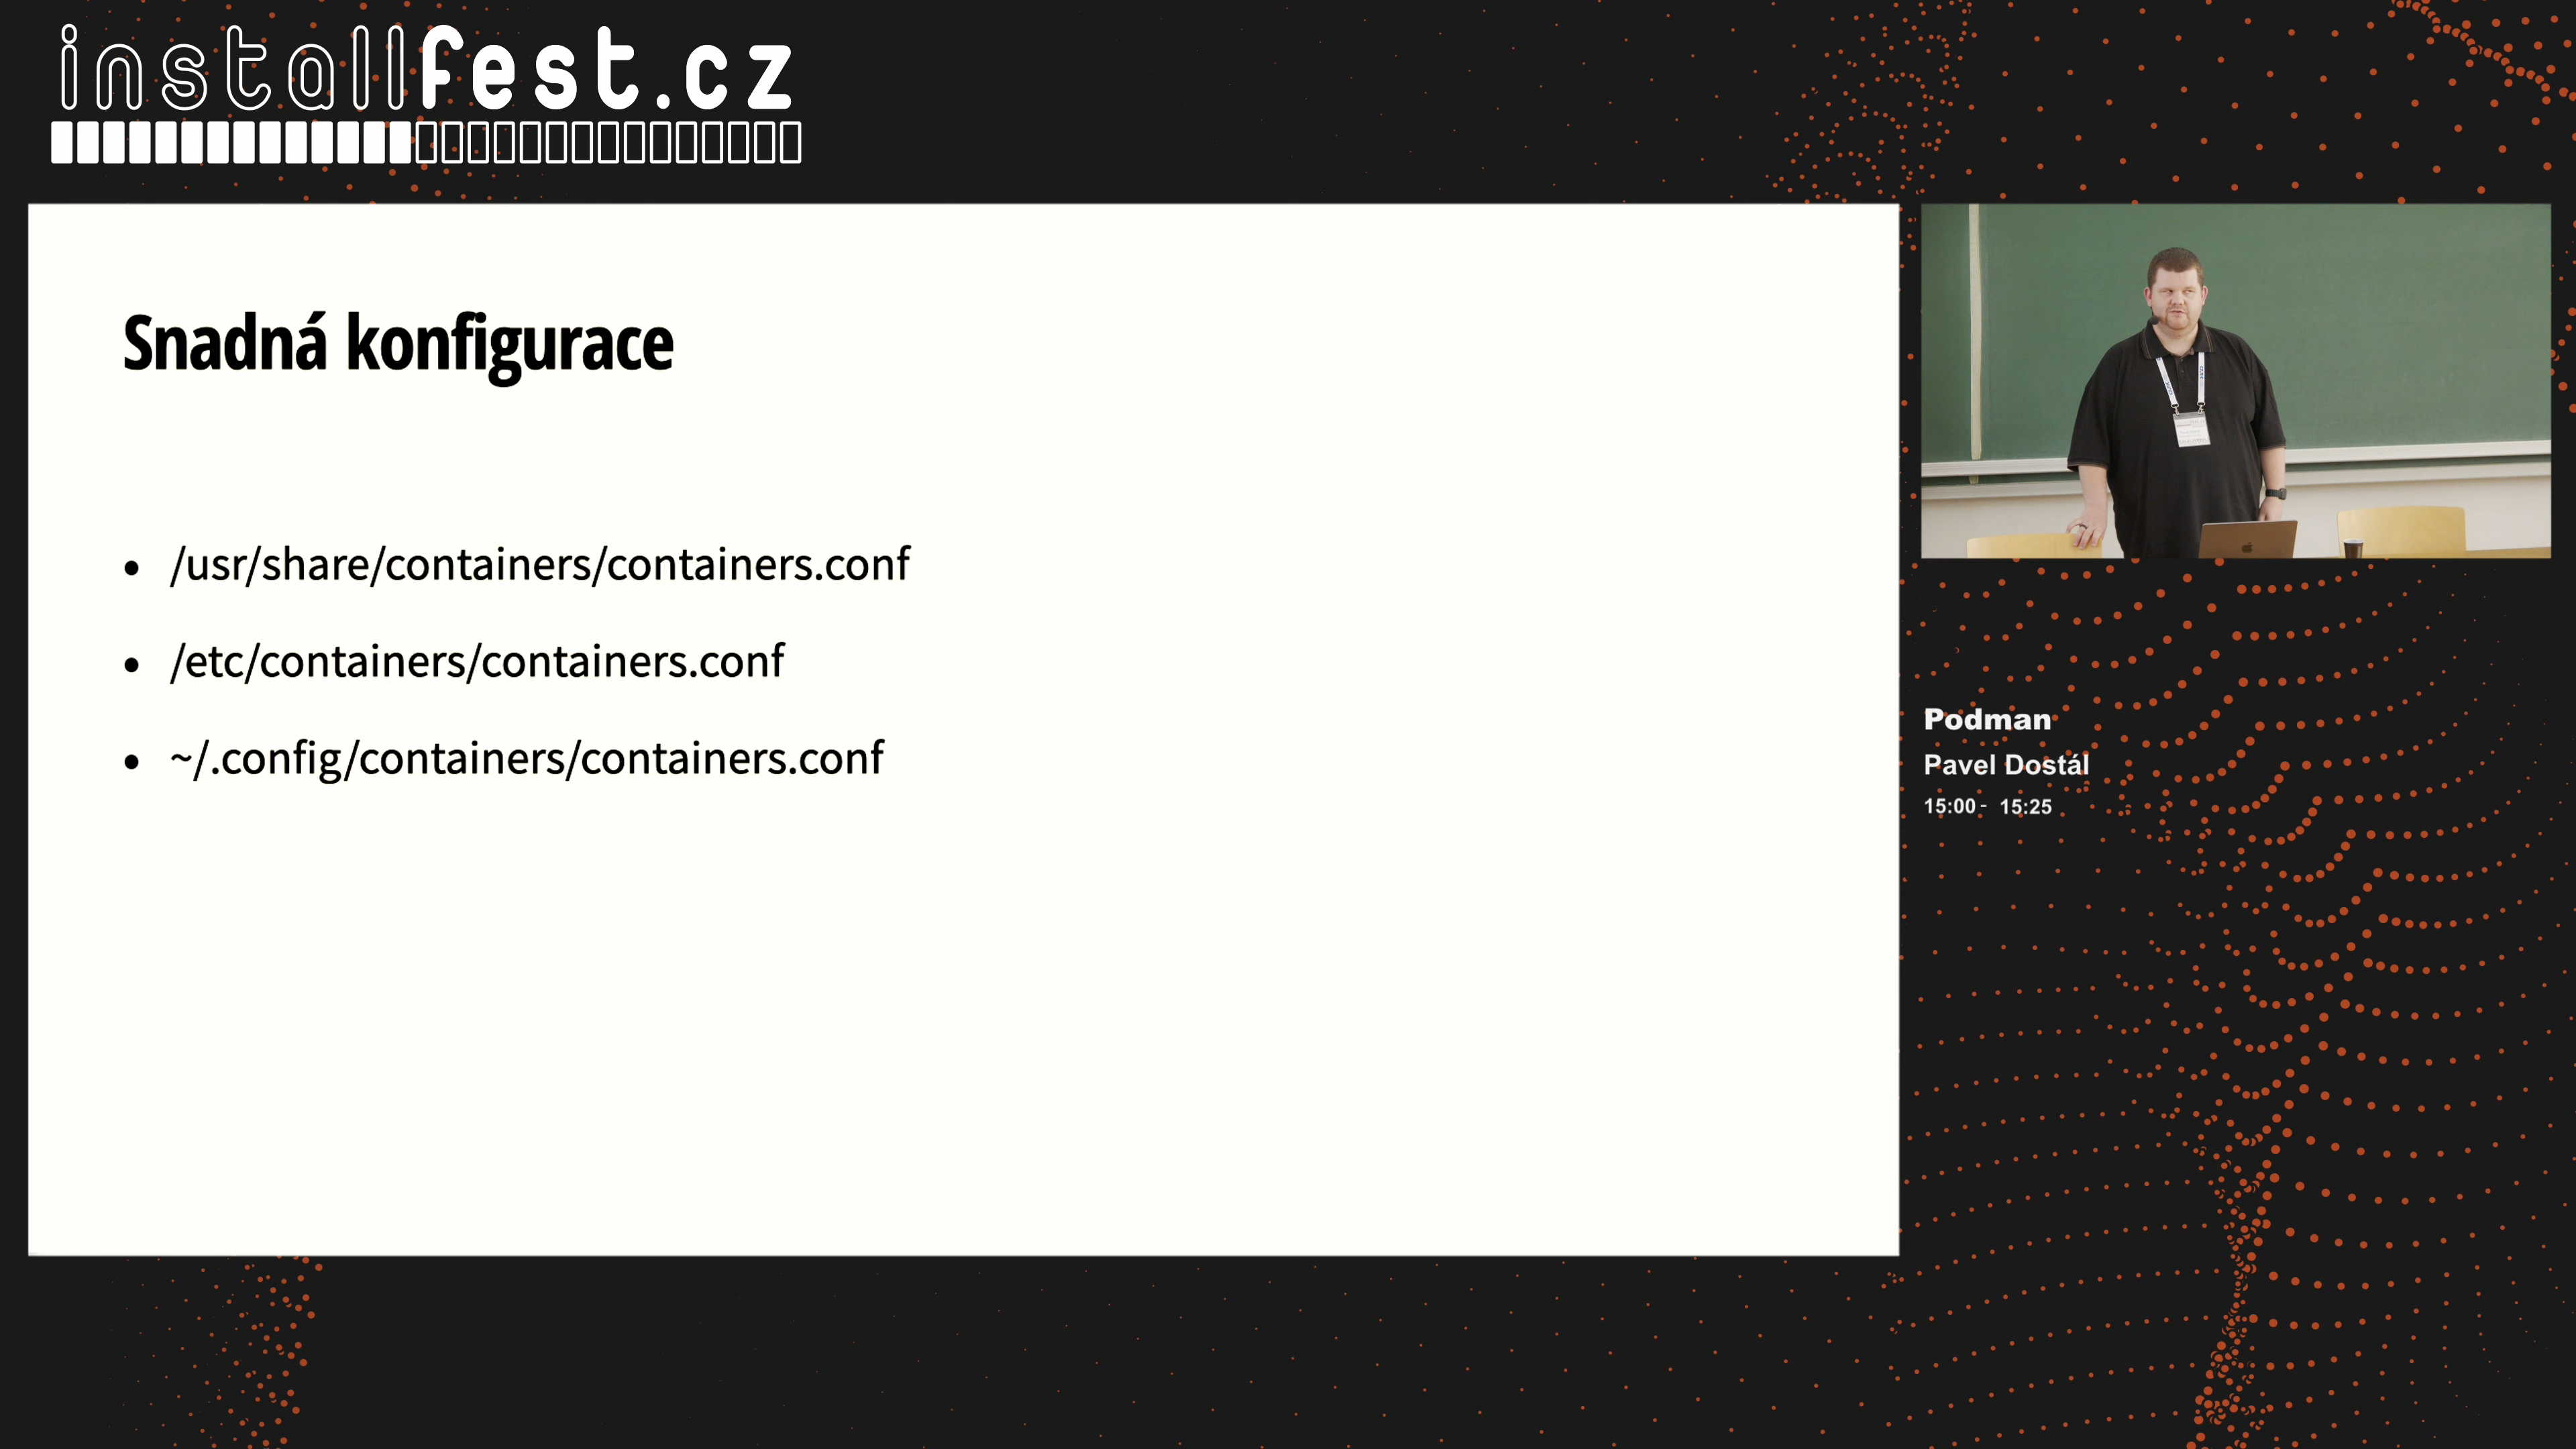 installfest.cz
Snadná konfigurace
• /usr/share/containers/containers.conf
• /etc/containers/containers.conf
• ~/.config/containers/containers.conf
Podman
Pavel Dostál
15:00 - 15:25